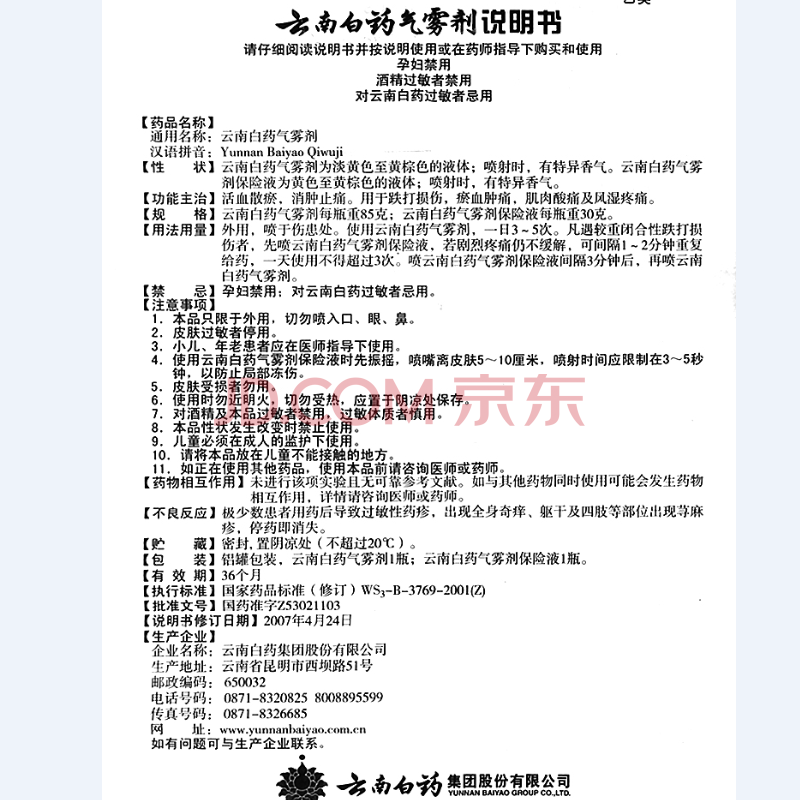 云南白药气雾剂说明书
请仔细阅读说明书并按说明使用或在药师指导下购买和使用
孕妇禁用
酒精过敏者禁用
对云南白药过敏者忌用
【药品名称】
通用名称：云南白药气雾剂
汉语拼音：Yunnan Baiyao Qiwuji
【性　　状】云南白药气雾剂为淡黄色至黄棕色的液体；喷射时，有特异香气。云南白药气雾
剂保险液为黄色至黄棕色的液体；喷射时，有特异香气。
【功能主治】活血散瘀，消肿止痛。用于跌打损伤，瘀血肿痛，肌肉酸痛及风湿疼痛。
【规　　格】云南白药气雾剂每瓶重85克；云南白药气雾剂保险液每瓶重30克。
【用法用量】外用，喷于伤患处。使用云南白药气雾剂，一日3～5次。凡遇较重闭合性跌打损
伤者，先喷云南白药气雾剂保险液，若剧烈疼痛仍不缓解，可间隔1～2分钟重复
给药，一天使用不得超过3次。喷云南白药气雾剂保险液间隔3分钟后，再喷云南
白药气雾剂。
【禁　　忌】孕妇禁用；对云南白药过敏者忌用。
【注意事项】
1．本品只限于外用，切勿喷入口、眼、鼻。
2．皮肤过敏者停用。
3．小儿、年老患者应在医师指导下使用。
4．使用云南白药气雾剂保险液时先振摇，喷嘴离皮肤5～10厘米，喷射时间应限制在3～5秒
钟，以防止局部冻伤。
5．皮肤受损者勿用。
6．使用时勿近明火，切勿受热，应置于阴凉处保存。
7．对酒精及本品过敏者禁用，过敏体质者慎用。
8．本品性状发生改变时禁止使用。
9．儿童必须在成人的监护下使用。
10．请将本品放在儿童不能接触的地方。
11．如正在使用其他药品，使用本品前请咨询医师或药师。
【药物相互作用】未进行该项实验且无可靠参考文献。如与其他药物同时使用可能会发生药物
相互作用，详情请咨询医师或药师。
【不良反应】极少数患者用药后导致过敏性药疹，出现全身奇痒、躯干及四肢等部位出现荨麻
疹，停药即消失。
【贮　　藏】密封，置阴凉处（不超过20℃）。
【包　　装】铝罐包装，云南白药气雾剂1瓶；云南白药气雾剂保险液1瓶。
【有 效 期】36个月
【执行标准】国家药品标准（修订）WS3-B-3769-2001(Z)
【批准文号】国药准字Z53021103
【说明书修订日期】2007年4月24日
【生产企业】
企业名称：云南白药集团股份有限公司
生产地址：云南省昆明市西坝路51号
邮政编码：650032
电话号码：0871-8320825 8008895599
传真号码：0871-8326685
网　　址：www.yunnanbaiyao.com.cn
如有问题可与生产企业联系。
云南白药 集团股份有限公司
YUNNAN BAIYAO GROUP CO.,LTD.
JD.COM 京东